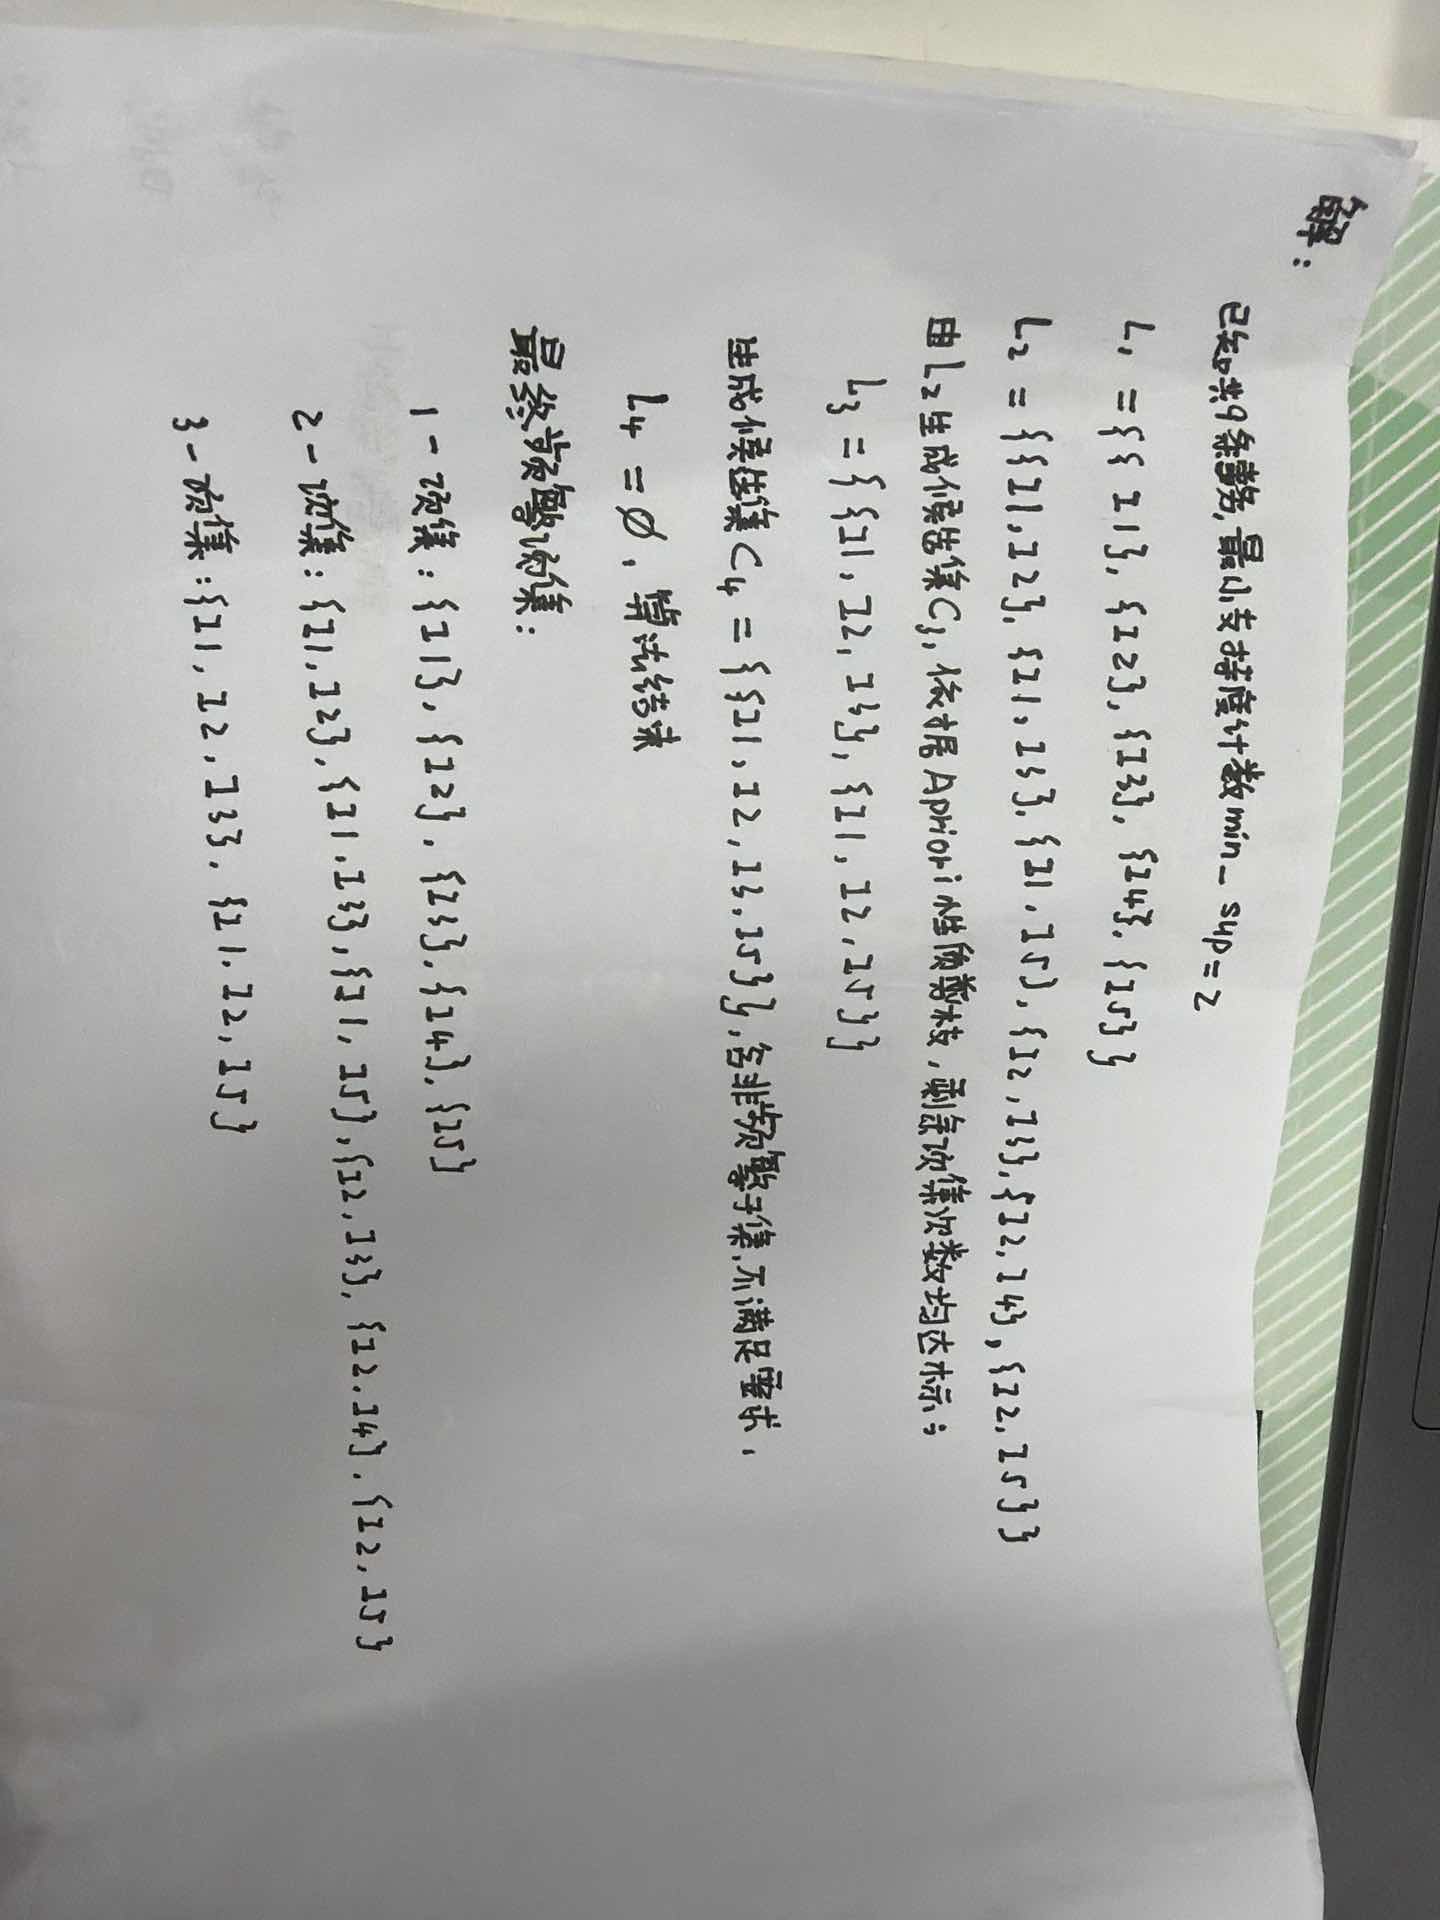 解：
已知共9条事务，最小支持度计数min_sup=2
L₁={{I1},{I2},{I3},{I4},{I5}}
L₂={{I1,I2},{I1,I3},{I1,I5},{I2,I3},{I2,I4},{I2,I5}}
由L₂生成候选集C₃,依据Apriori性质剪枝,剩余项集次数均达标;
L₃={{I1,I2,I3},{I1,I2,I5}}
生成候选集C₄={{I1,I2,I3,I5}},含非频繁子集,不满足要求,
L₄=∅,算法结束
最终频繁项集:
1-项集:{I1},{I2},{I3},{I4},{I5}
2-项集:{I1,I2},{I1,I3},{I1,I5},{I2,I3},{I2,I4},{I2,I5}
3-项集:{I1,I2,I3},{I1,I2,I5}